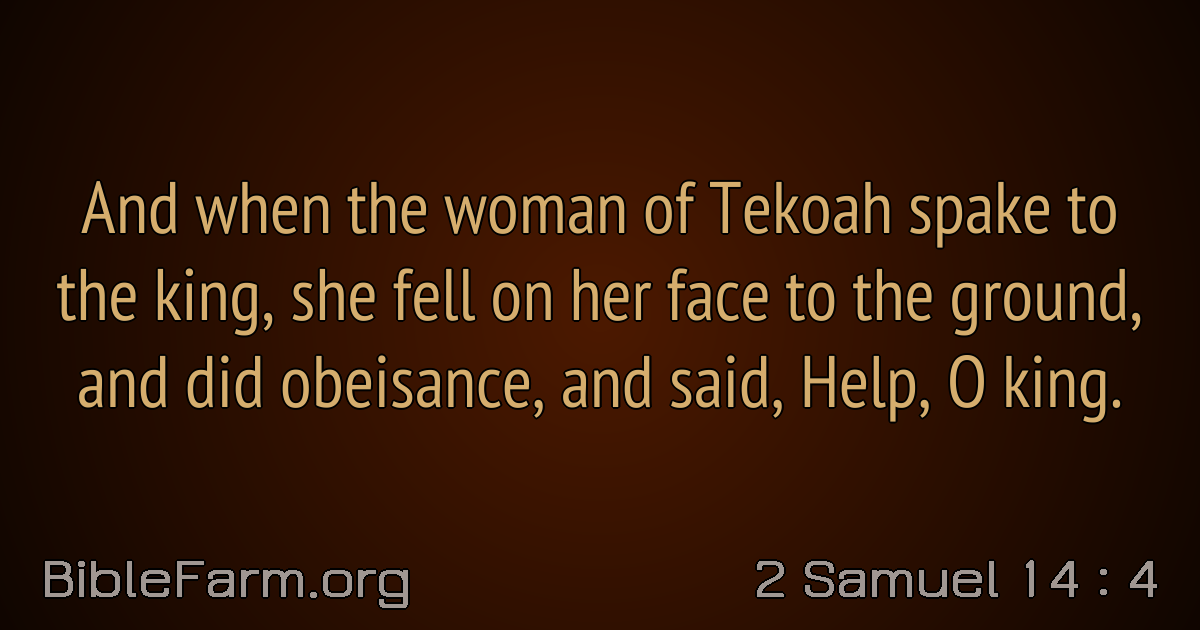 And when the woman of Tekoah spake to
the king, she fell on her face to the ground,
and did obeisance, and said, Help, O king.
BibleFarm.org
2 Samuel 14 : 4